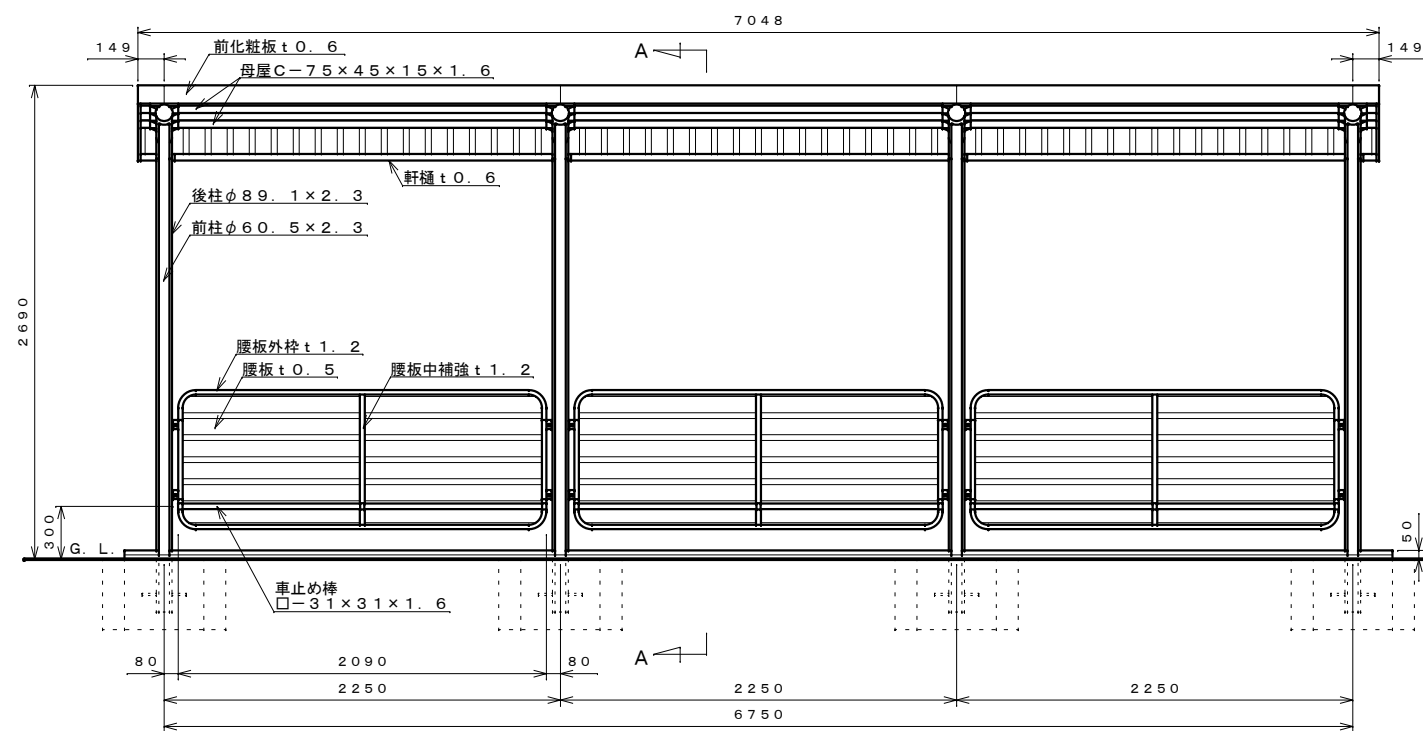 7048
149
149
A
前化粧板t0.6
母屋C－75×45×15×1.6
軒樋t0.6
後柱φ89.1×2.3
前柱φ60.5×2.3
2690
腰板外枠t1.2
腰板t0.5
腰板中補強t1.2
300
G.L.
50
車止め棒
□－31×31×1.6
A
80
2090
80
2250
2250
2250
6750